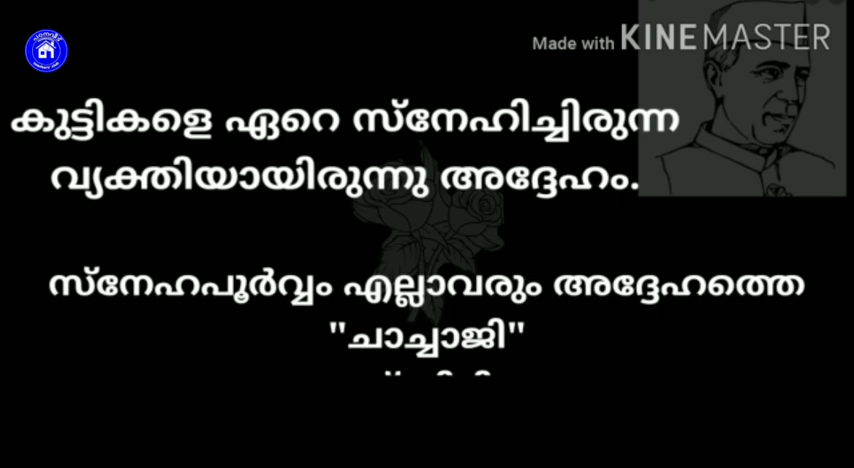 Made with KINEMASTER
കുട്ടികളെ ഏറെ സ്നേഹിച്ചിരുന്ന
വ്യക്തിയായിരുന്നു അദ്ദേഹം.
സ്നേഹപൂർവ്വം എല്ലാവരും അദ്ദേഹത്തെ
"ചാച്ചാജി"